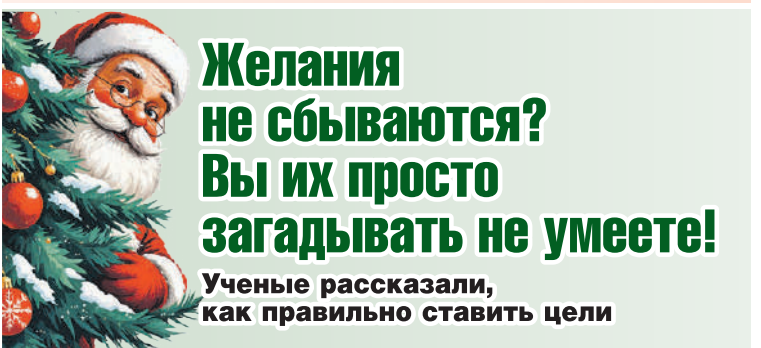 Желания
не сбываются?
Вы их просто
загадывать не умеете!
Ученые рассказали,
как правильно ставить цели